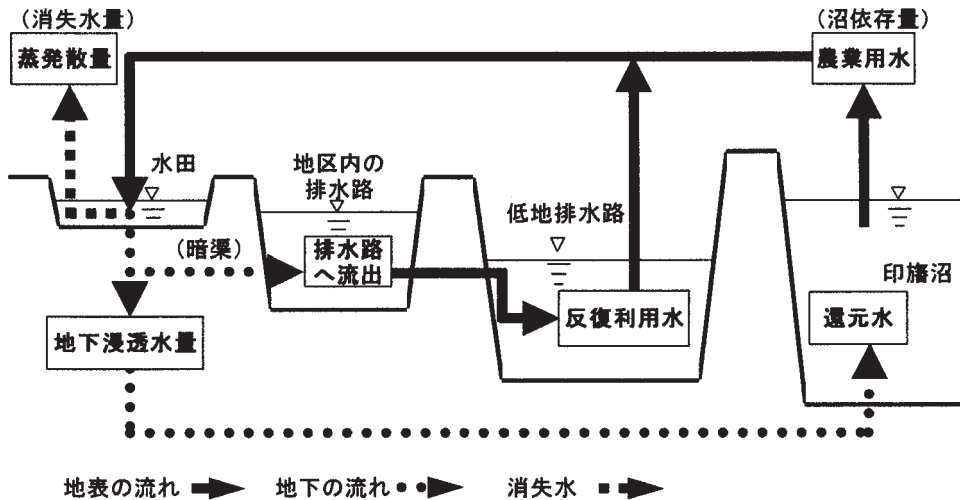 (消失水量)
蒸発散量
(沼依存量)
農業用水
水田
地区内の
排水路
低地排水路
(暗渠)
排水路
へ流出
印旛沼
地下浸透水量
反復利用水
還元水
地表の流れ
地下の流れ
消失水